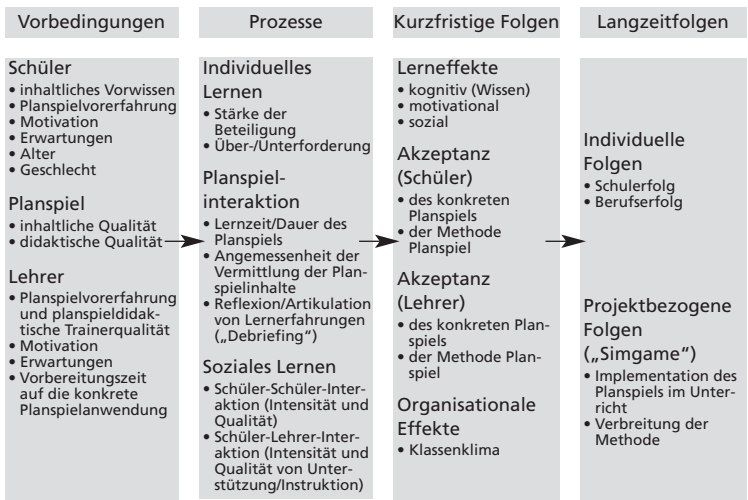 Vorbedingungen
Schüler
• inhaltliches Vorwissen
• Planspielvorerfahrung
• Motivation
• Erwartungen
• Alter
• Geschlecht
Planspiel
• inhaltliche Qualität
• didaktische Qualität
Lehrer
• Planspielvorerfahrung
und planspieldidak-
tische Trainerqualität
• Motivation
• Erwartungen
• Vorbereitungszeit
auf die konkrete
Planspielanwendung
Prozesse
Individuelles
Lernen
• Stärke der
Beteiligung
• Über-/Unterforderung
Planspiel-
interaktion
• Lernzeit/Dauer des
Planspiels
• Angemessenheit der
Vermittlung der Plan-
spielinhalte
• Reflexion/Artikulation
von Lernerfahrungen
(„Debriefing“)
Soziales Lernen
• Schüler-Schüler-Inter-
aktion (Intensität und
Qualität)
• Schüler-Lehrer-Inter-
aktion (Intensität und
Qualität von Unter-
stützung/Instruktion)
Kurzfristige Folgen
Lerneffekte
• kognitiv (Wissen)
• motivational
• sozial
Akzeptanz
(Schüler)
• des konkreten
Planspiels
• der Methode
Planspiel
Akzeptanz
(Lehrer)
• des konkreten Plan-
spiels
• der Methode Plan-
spiel
Organisationale
Effekte
• Klassenklima
Langzeitfolgen
Individuelle
Folgen
• Schulerfolg
• Berufserfolg
Projektbezogene
Folgen
(„Simgame“)
• Implementation des
Planspiels im Unter-
richt
• Verbreitung der
Methode